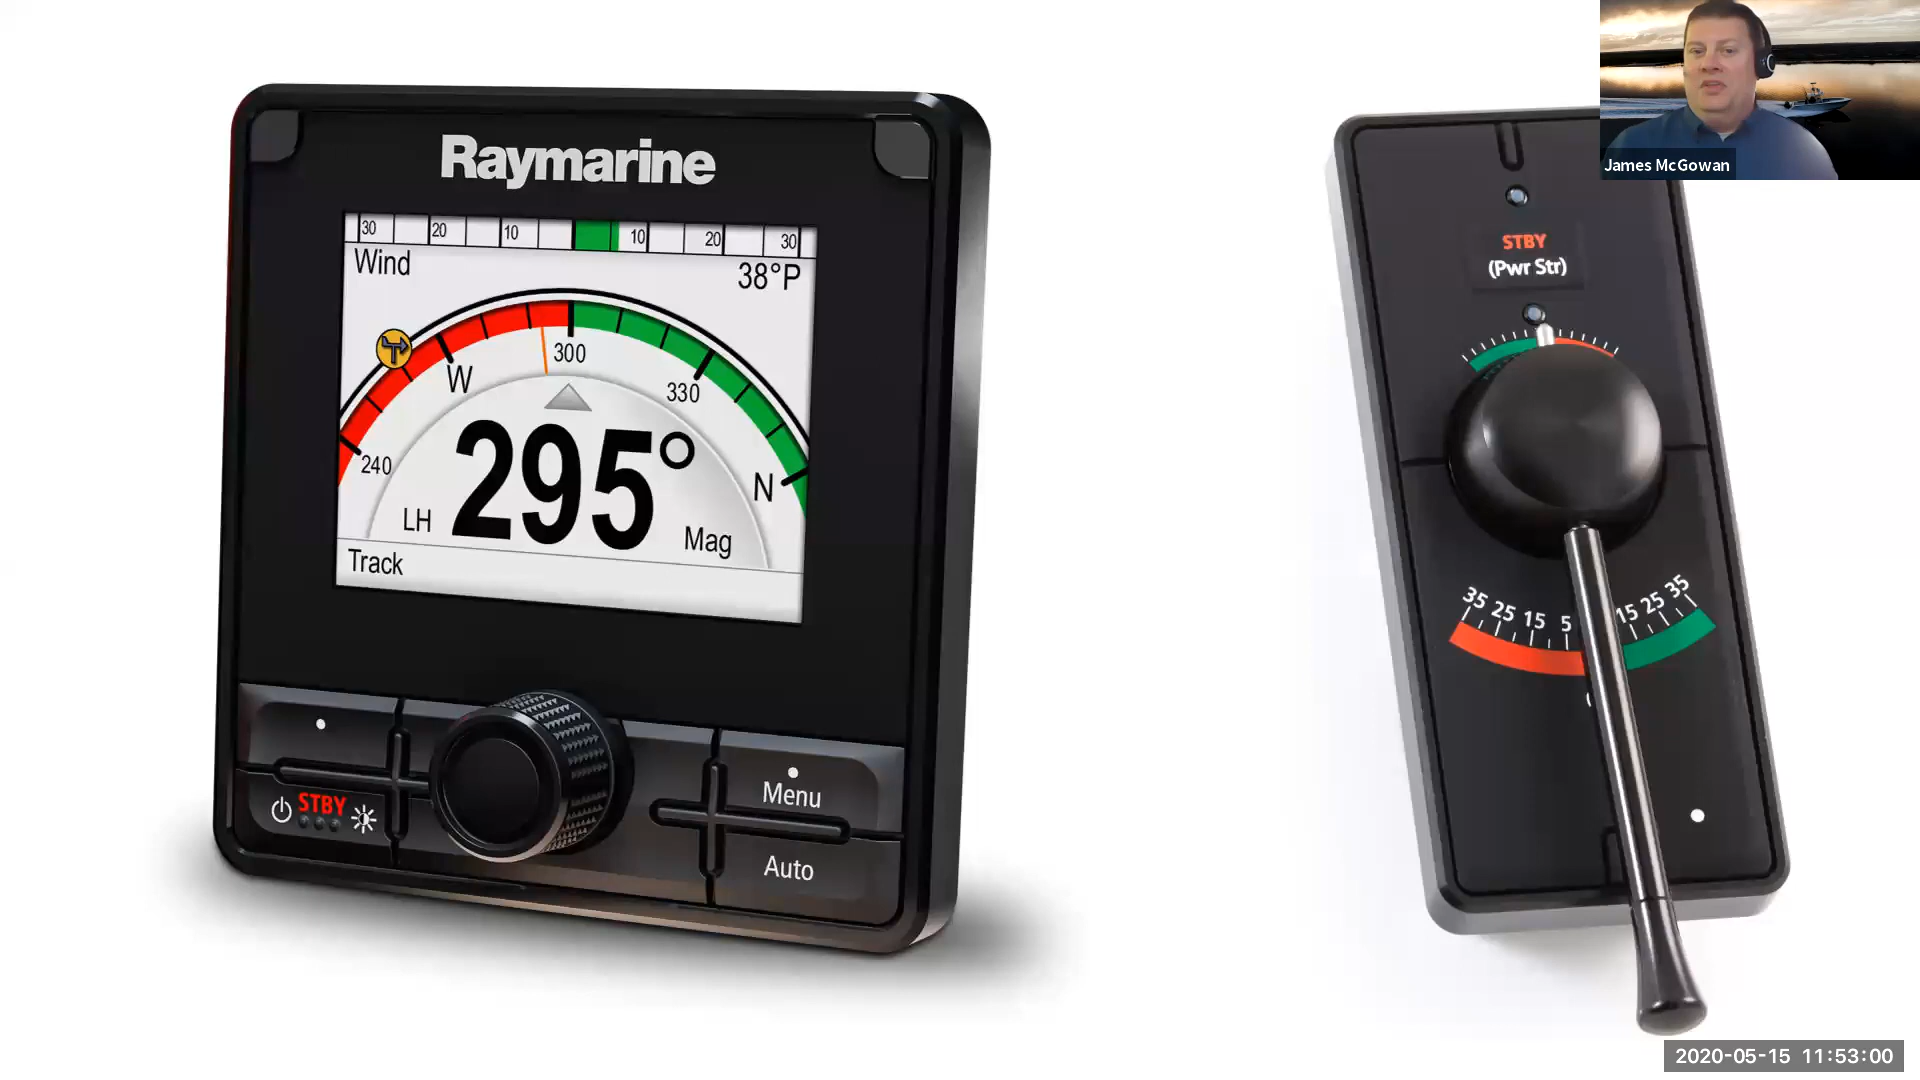 Raymarine
30 20 10 10 20 30
Wind 38°P
300
W 330
240 N
295°
LH Mag
Track
STBY
Menu
Auto
STBY
(Pwr Str)
35 25 15 5 15 25 35
James McGowan
2020-05-15 11:53:00